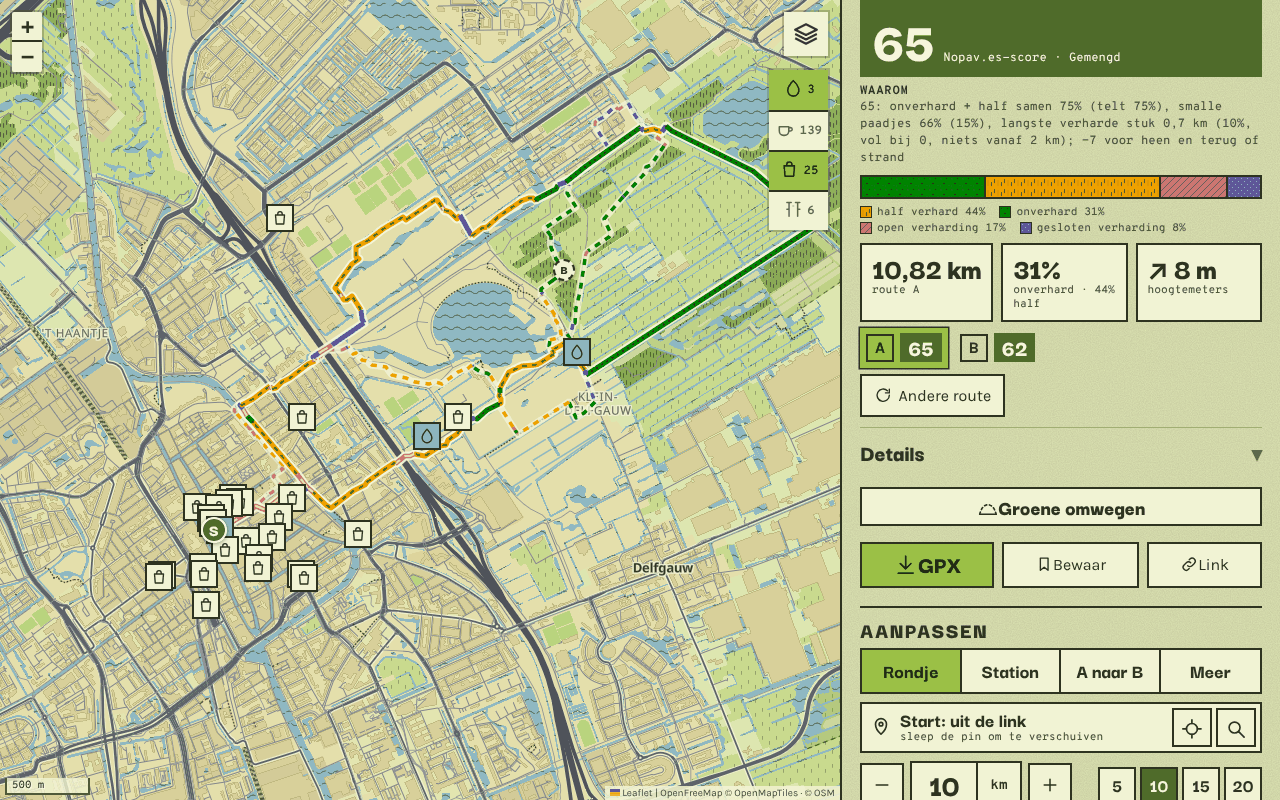 +
−
3
139
25
6
'T HAANTJE
B
KLEIN-
DELFGAUW
S
Delfgauw
500 m
Leaflet | OpenFreeMap © OpenMapTiles · © OSM
65 Nopav.es-score · Gemengd
WAAROM
65: onverhard + half samen 75% (telt 75%), smalle
paadjes 66% (15%), langste verharde stuk 0,7 km (10%,
vol bij 0, niets vanaf 2 km); −7 voor heen en terug of
strand
half verhard 44% onverhard 31%
open verharding 17% gesloten verharding 8%
10,82 km
route A
31%
onverhard · 44%
half
↗ 8 m
hoogtemeters
A 65 B 62
Andere route
Details ▼
Groene omwegen
GPX Bewaar Link
AANPASSEN
Rondje Station A naar B Meer
Start: uit de link
sleep de pin om te verschuiven
− 10 km + 5 10 15 20